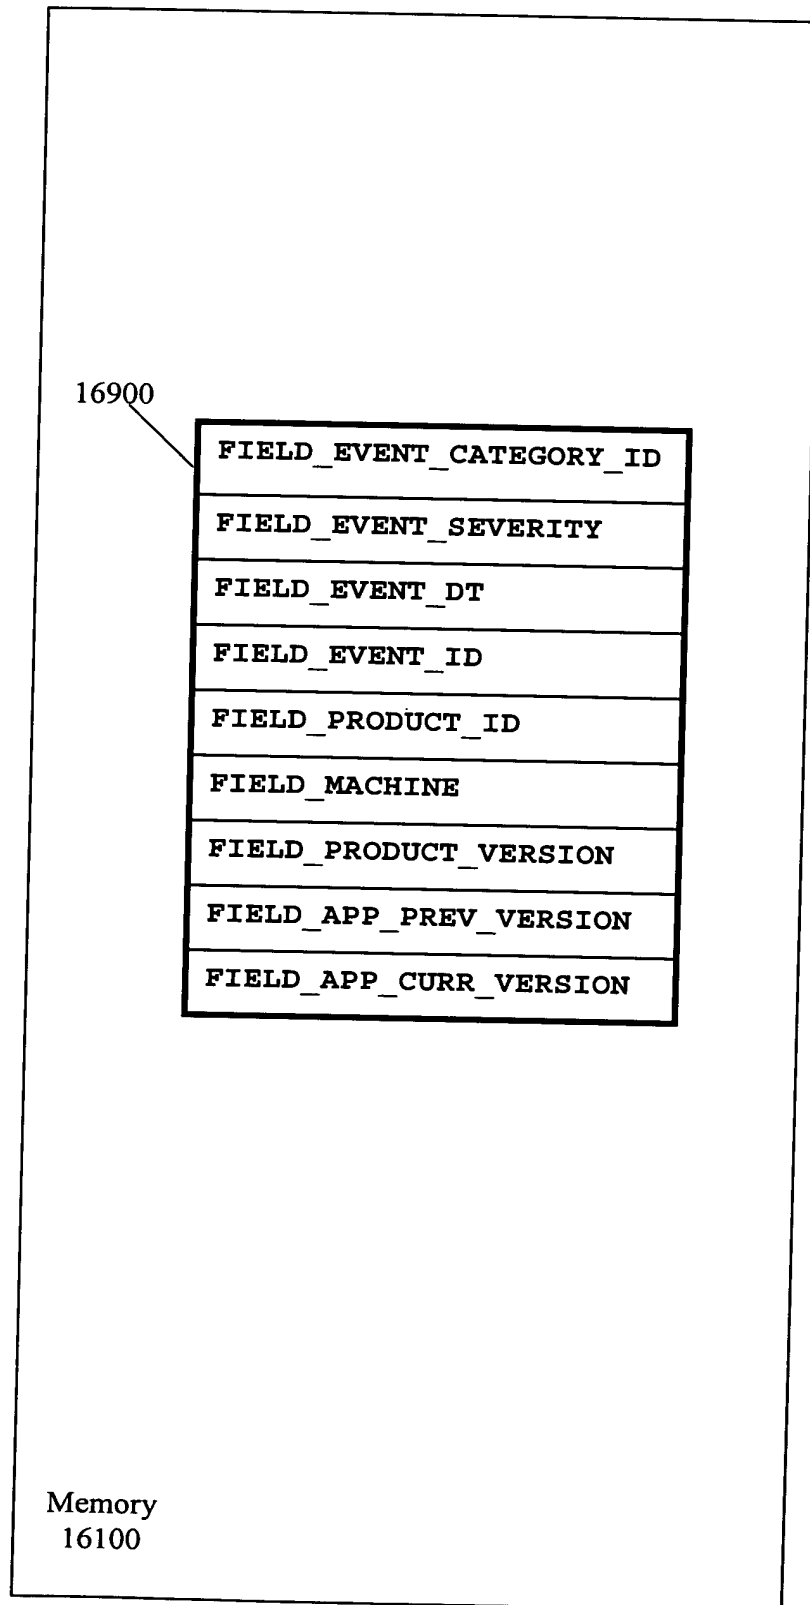 16900
FIELD_EVENT_CATEGORY_ID
FIELD_EVENT_SEVERITY
FIELD_EVENT_DT
FIELD_EVENT_ID
FIELD_PRODUCT_ID
FIELD_MACHINE
FIELD_PRODUCT_VERSION
FIELD_APP_PREV_VERSION
FIELD_APP_CURR_VERSION
Memory
16100